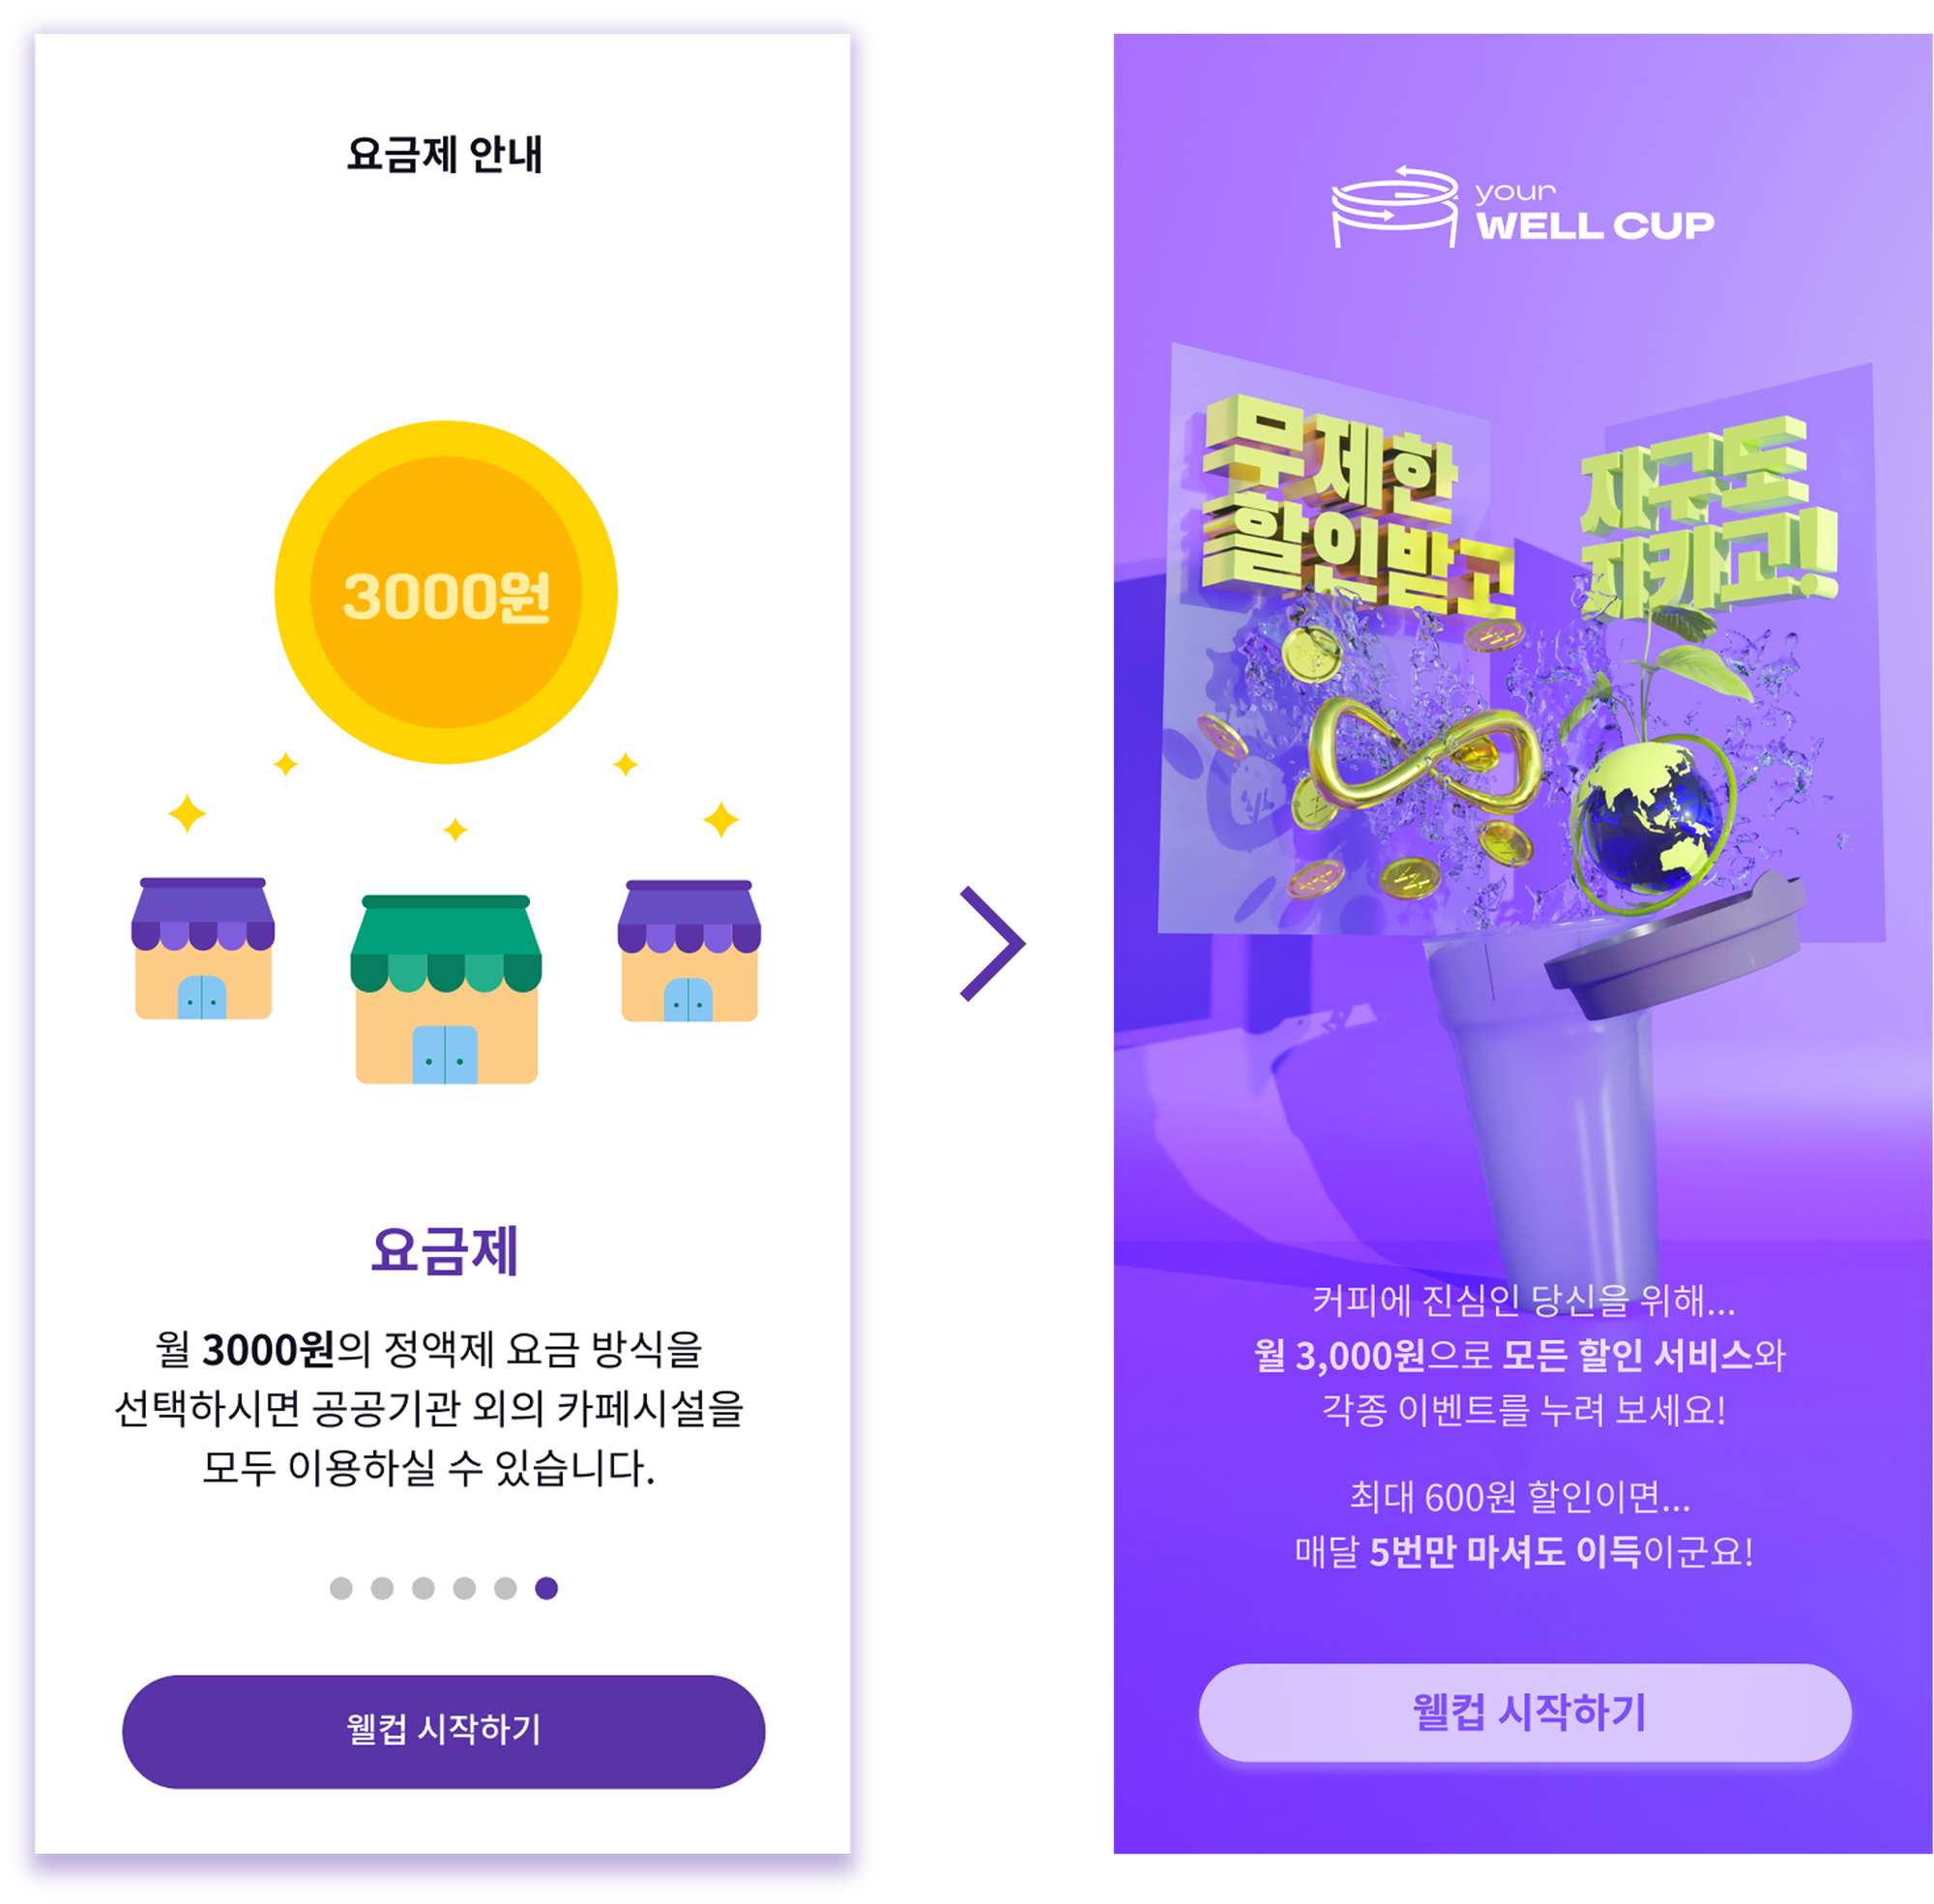 요금제 안내
3000원
요금제
월 3000원의 정액제 요금 방식을
선택하시면 공공기관 외의 카페시설을
모두 이용하실 수 있습니다.
웰컵 시작하기
your
WELL CUP
무제한
할인받고
지구도
지키고!
커피에 진심인 당신을 위해...
월 3,000원으로 모든 할인 서비스와
각종 이벤트를 누려 보세요!
최대 600원 할인이면...
매달 5번만 마셔도 이득이군요!
웰컵 시작하기